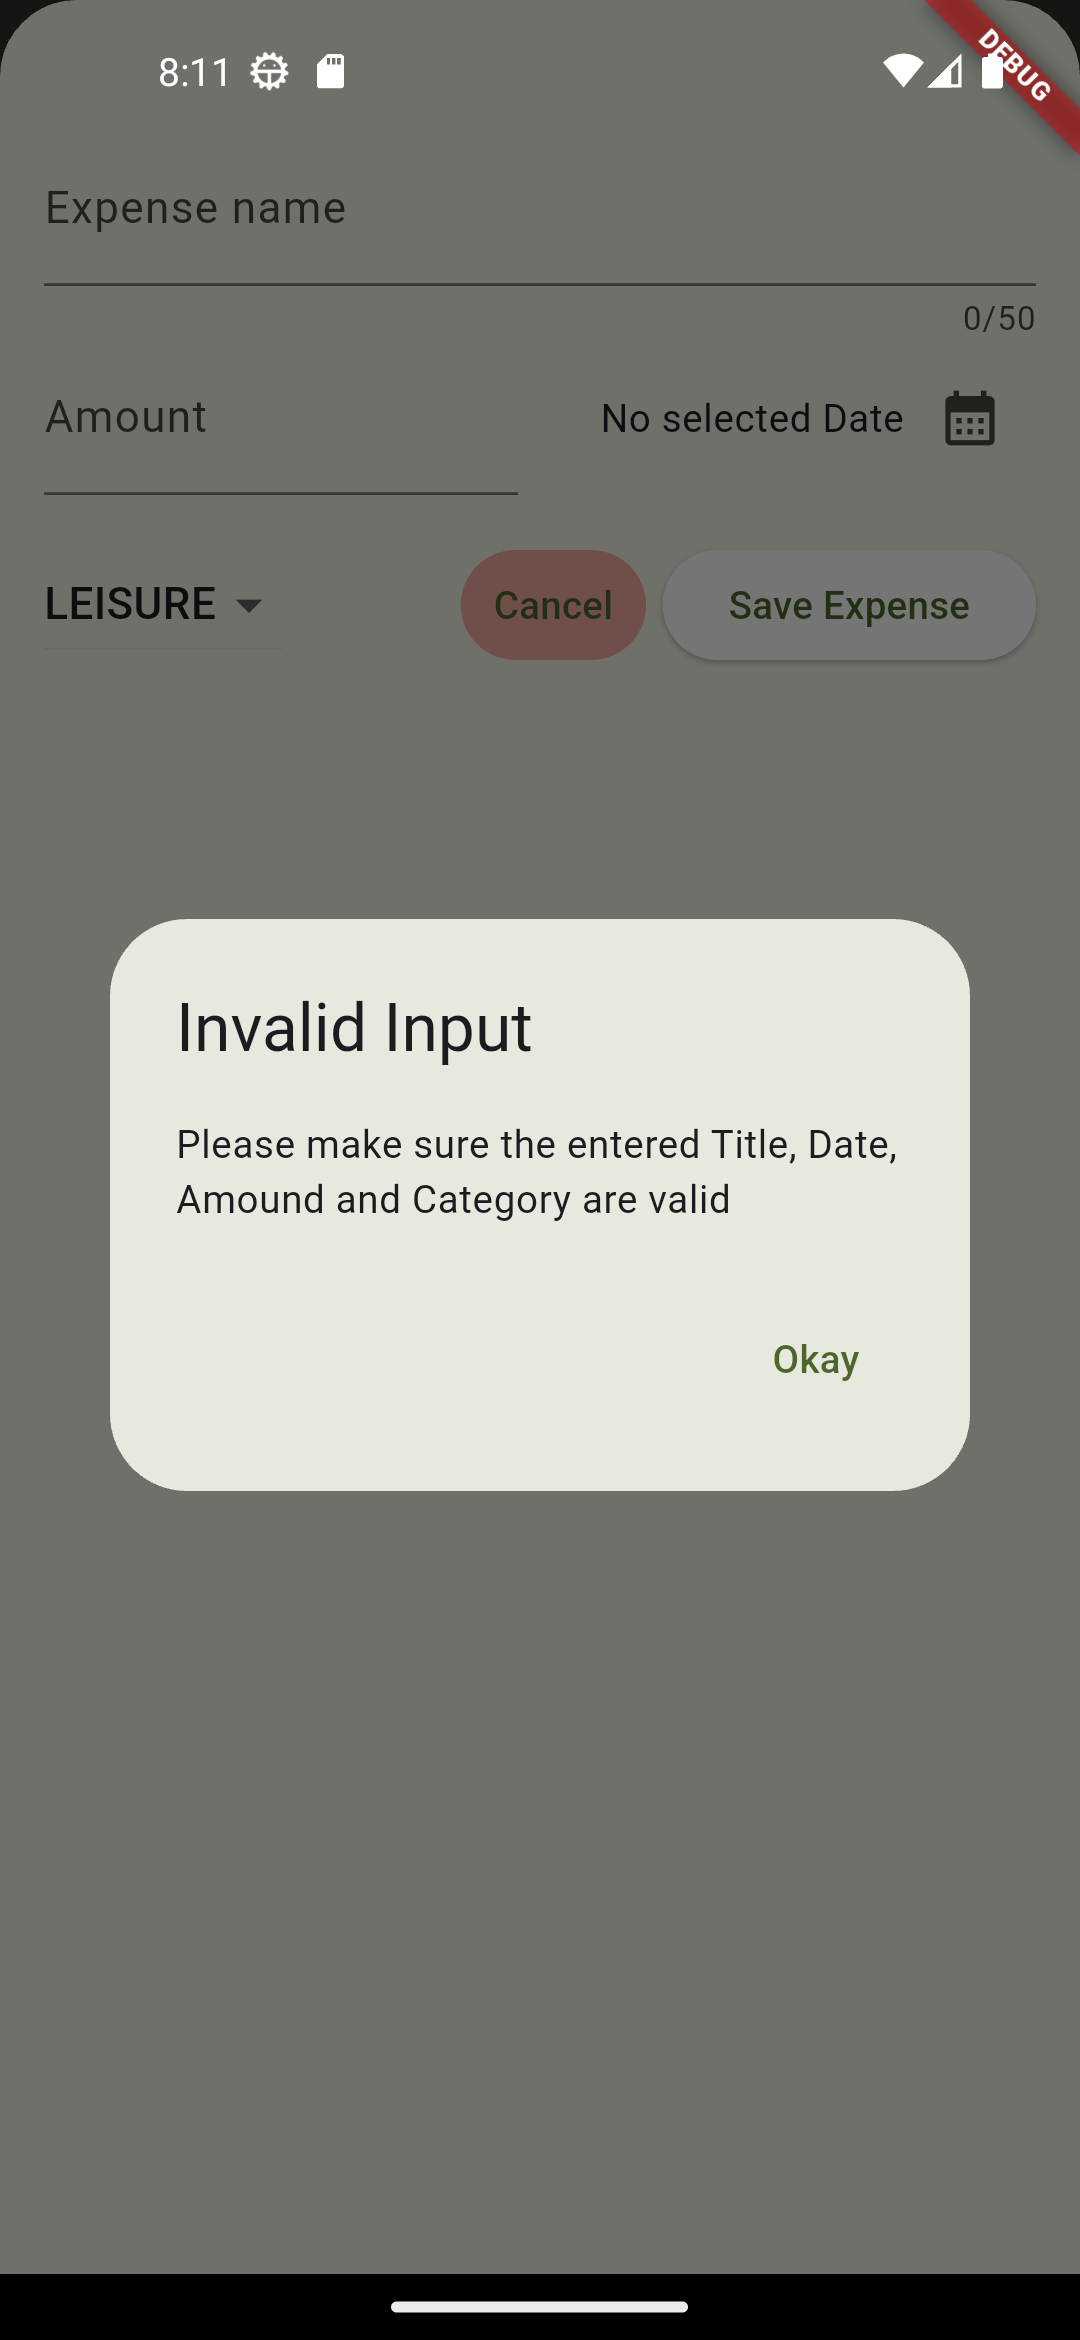 8:11
DEBUG
Expense name
0/50
Amount
No selected Date
LEISURE
Cancel
Save Expense
Invalid Input
Please make sure the entered Title, Date,
Amound and Category are valid
Okay